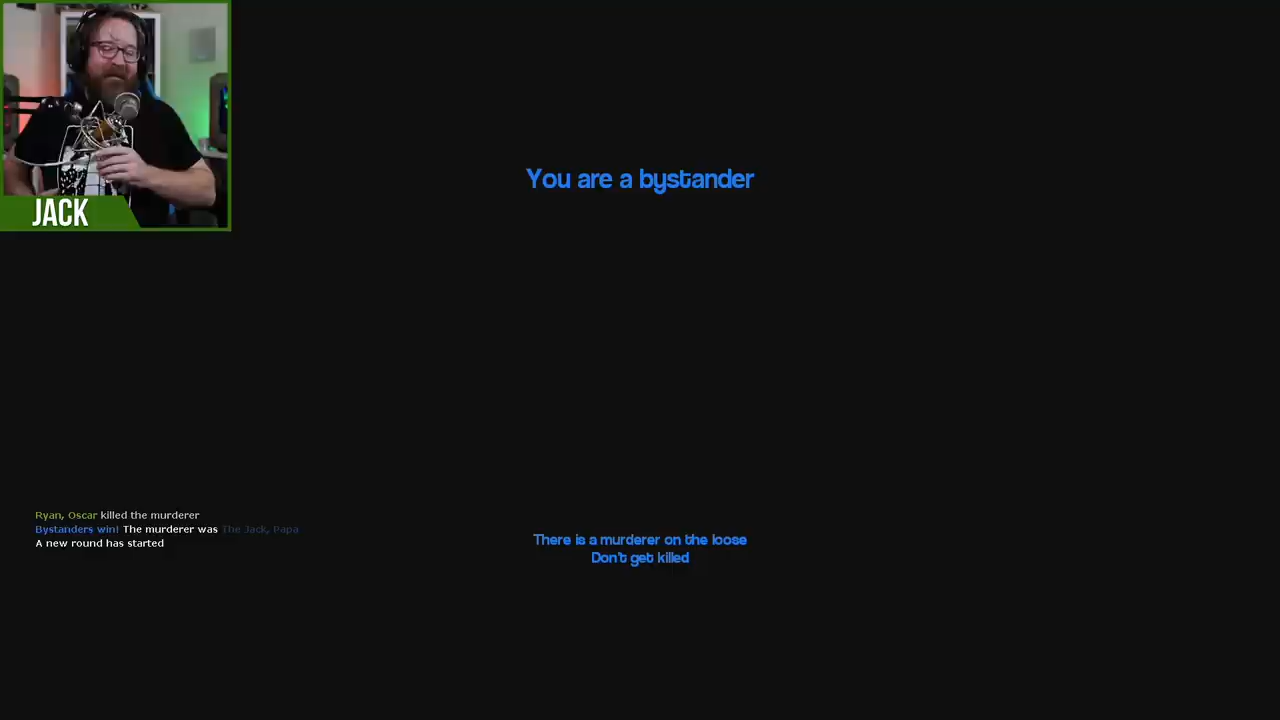 JACK
You are a bystander
Ryan, Oscar killed the murderer
Bystanders win! The murderer was The Jack, Papa
A new round has started
There is a murderer on the loose
Don't get killed